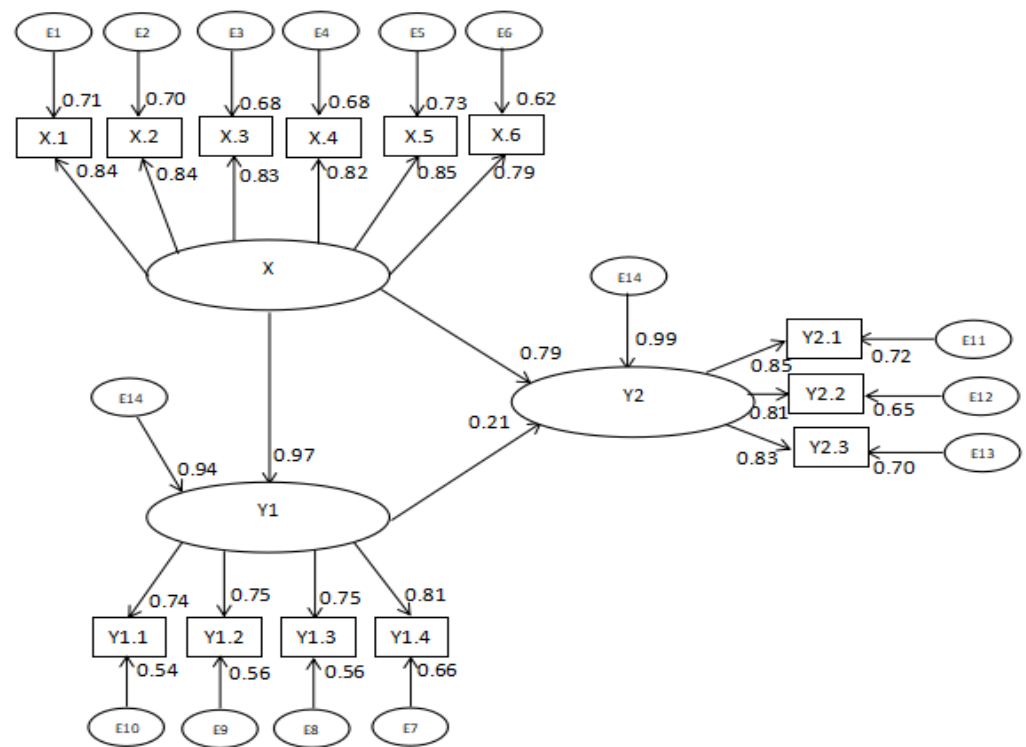 E1 E2 E3 E4 E5 E6
0.71 0.70 0.68 0.68 0.73 0.62
X.1 X.2 X.3 X.4 X.5 X.6
0.84 0.84 0.83 0.82 0.85 0.79
X
E14
0.99
Y2.1
E11
0.79
0.85
0.72
Y2
Y2.2
E12
E14
0.21
0.81
0.65
Y2.3
E13
0.97
0.83
0.70
0.94
Y1
0.74 0.75 0.75 0.81
Y1.1 Y1.2 Y1.3 Y1.4
0.54 0.56 0.56 0.66
E10 E9 E8 E7